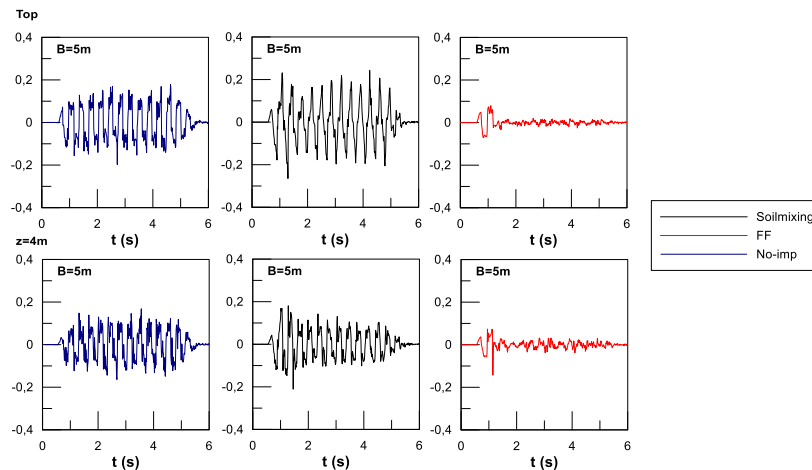 Top
0,4 0,4 0,4
B=5m B=5m B=5m
0,2 0,2 0,2
0 0 0
-0,2 -0,2 -0,2
-0,4 -0,4 -0,4
0 2 4 6 0 2 4 6 0 2 4 6
t (s) t (s) t (s)
Soilmixing
FF
No-imp
z=4m
0,4 0,4 0,4
B=5m B=5m B=5m
0,2 0,2 0,2
0 0 0
-0,2 -0,2 -0,2
-0,4 -0,4 -0,4
0 2 4 6 0 2 4 6 0 2 4 6
t (s) t (s) t (s)